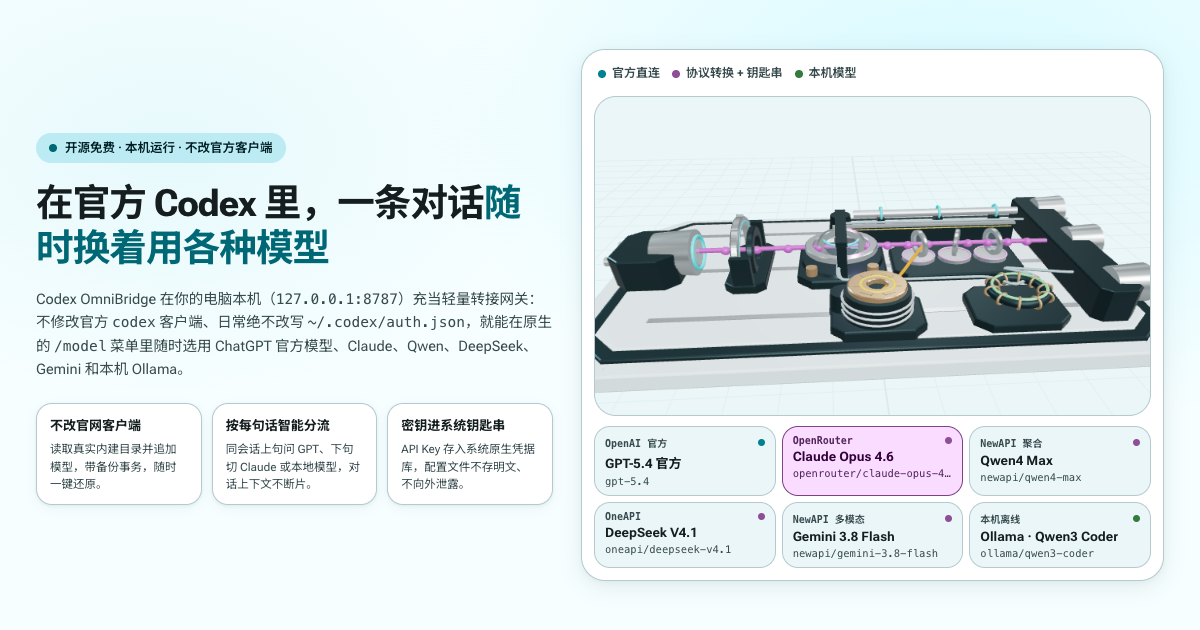 开源免费 · 本机运行 · 不改官方客户端
在官方 Codex 里，一条对话随
时换着用各种模型
Codex OmniBridge 在你的电脑本机（127.0.0.1:8787）充当轻量转接网关：
不修改官方 codex 客户端、日常绝不改写 ~/.codex/auth.json，就能在原生
的 /model 菜单里随时选用 ChatGPT 官方模型、Claude、Qwen、DeepSeek、
Gemini 和本机 Ollama。
不改官网客户端
读取真实内建目录并追加
模型，带备份事务，随时
一键还原。
按每句话智能分流
同会话上句问 GPT、下句
切 Claude 或本地模型，对
话上下文不断片。
密钥进系统钥匙串
API Key 存入系统原生凭据
库，配置文件不存明文、
不向外泄露。
官方直连
协议转换 + 钥匙串
本机模型
OpenAI 官方
GPT-5.4 官方
gpt-5.4
OpenRouter
Claude Opus 4.6
openrouter/claude-opus-4…
NewAPI 聚合
Qwen4 Max
newapi/qwen4-max
OneAPI
DeepSeek V4.1
oneapi/deepseek-v4.1
NewAPI 多模态
Gemini 3.8 Flash
newapi/gemini-3.8-flash
本机离线
Ollama · Qwen3 Coder
ollama/qwen3-coder